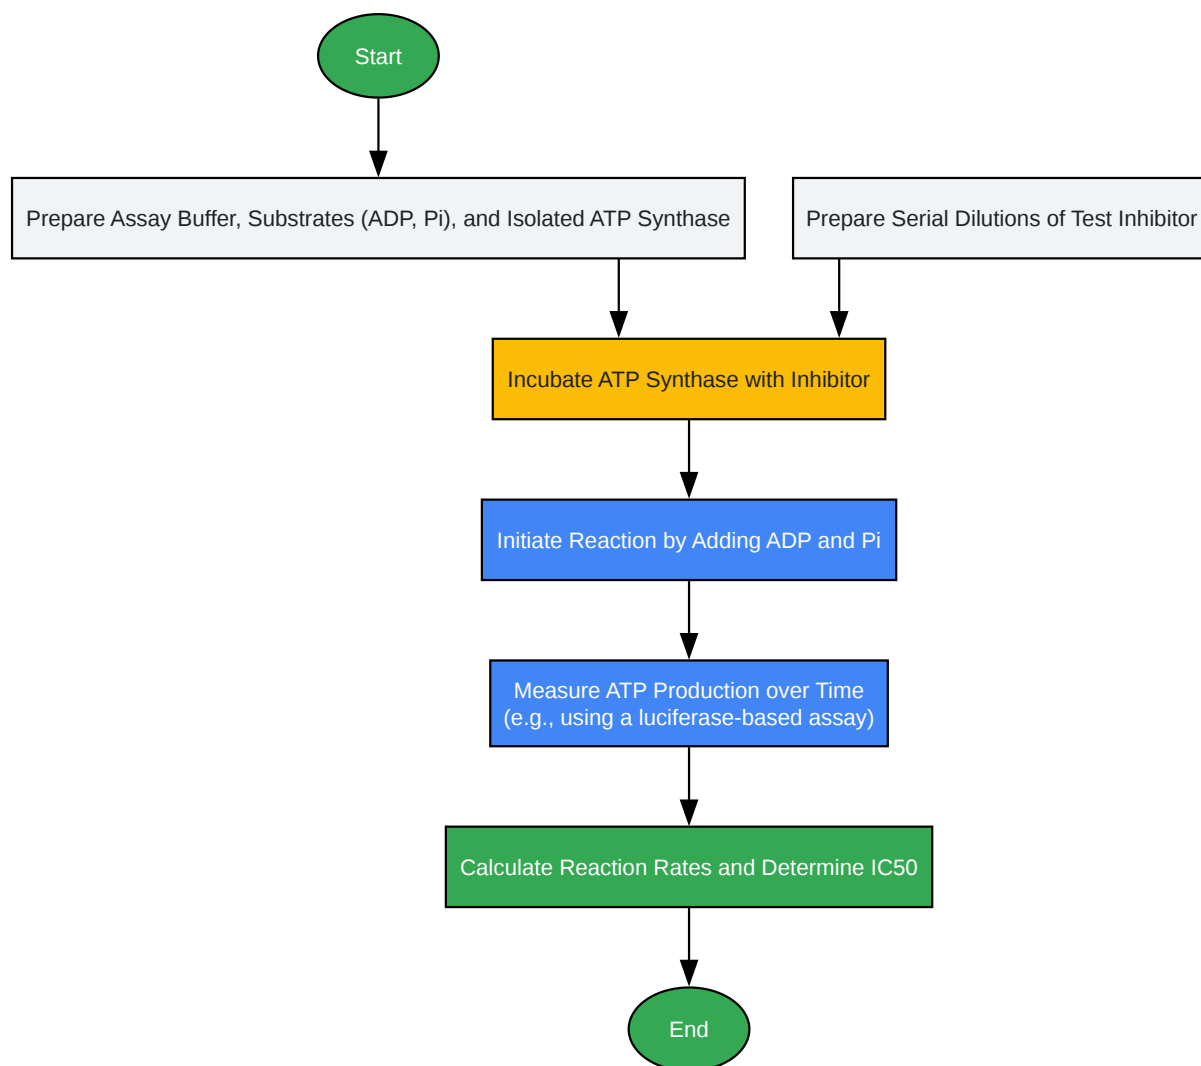 Start
Prepare Assay Buffer, Substrates (ADP, Pi), and Isolated ATP Synthase
Prepare Serial Dilutions of Test Inhibitor
Incubate ATP Synthase with Inhibitor
Initiate Reaction by Adding ADP and Pi
Measure ATP Production over Time
(e.g., using a luciferase-based assay)
Calculate Reaction Rates and Determine IC50
End